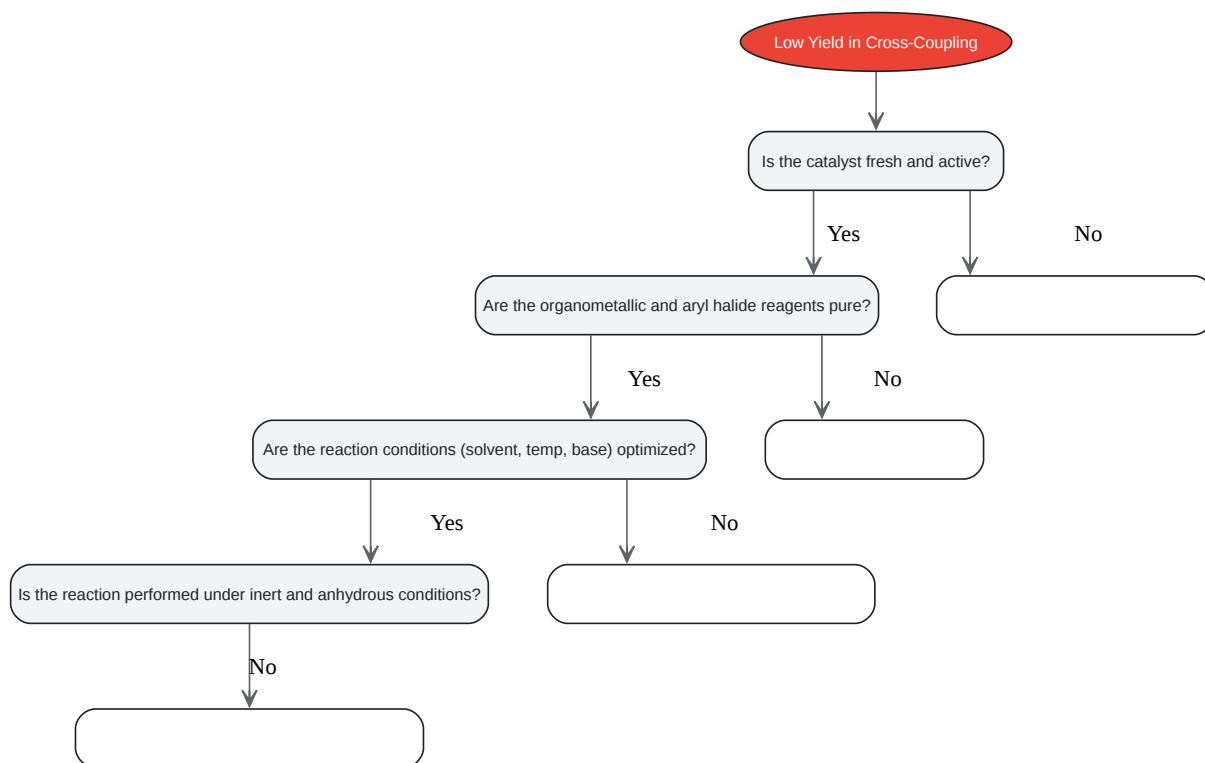 Low Yield in Cross-Coupling
Is the catalyst fresh and active?
Yes
No
Are the organometallic and aryl halide reagents pure?
Yes
No
Are the reaction conditions (solvent, temp, base) optimized?
Yes
No
Is the reaction performed under inert and anhydrous conditions?
No